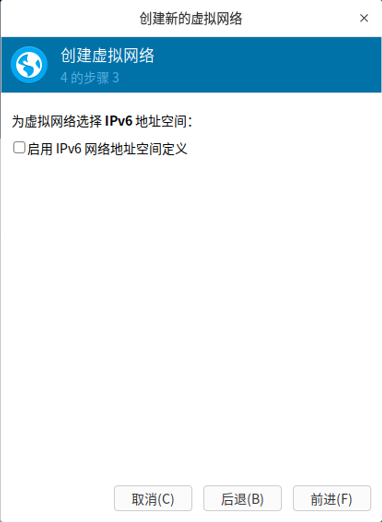 创建新的虚拟网络
创建虚拟网络
4 的步骤 3
为虚拟网络选择 IPv6 地址空间：
启用 IPv6 网络地址空间定义
取消(C) 后退(B) 前进(F)